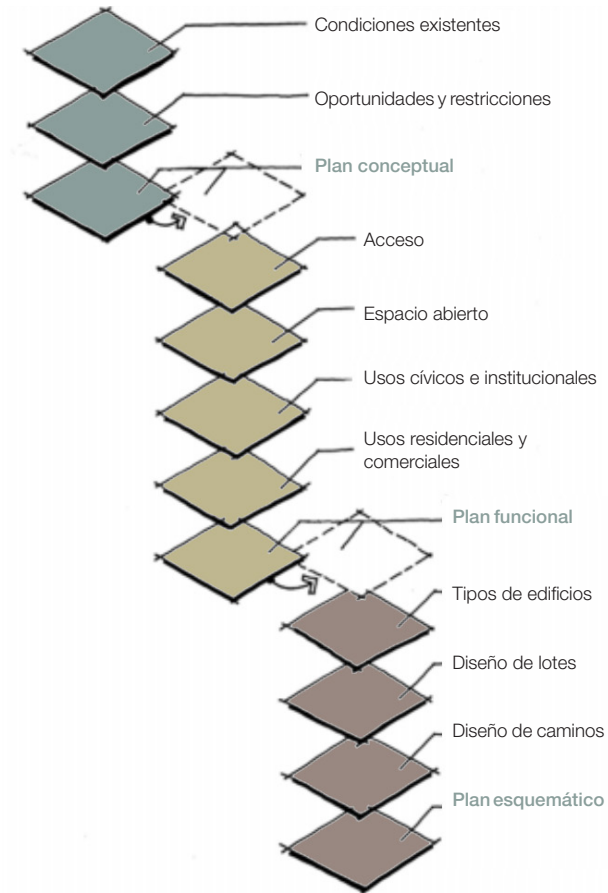 Condiciones existentes
Oportunidades y restricciones
Plan conceptual
Acceso
Espacio abierto
Usos cívicos e institucionales
Usos residenciales y
comerciales
Plan funcional
Tipos de edificios
Diseño de lotes
Diseño de caminos
Plan esquemático